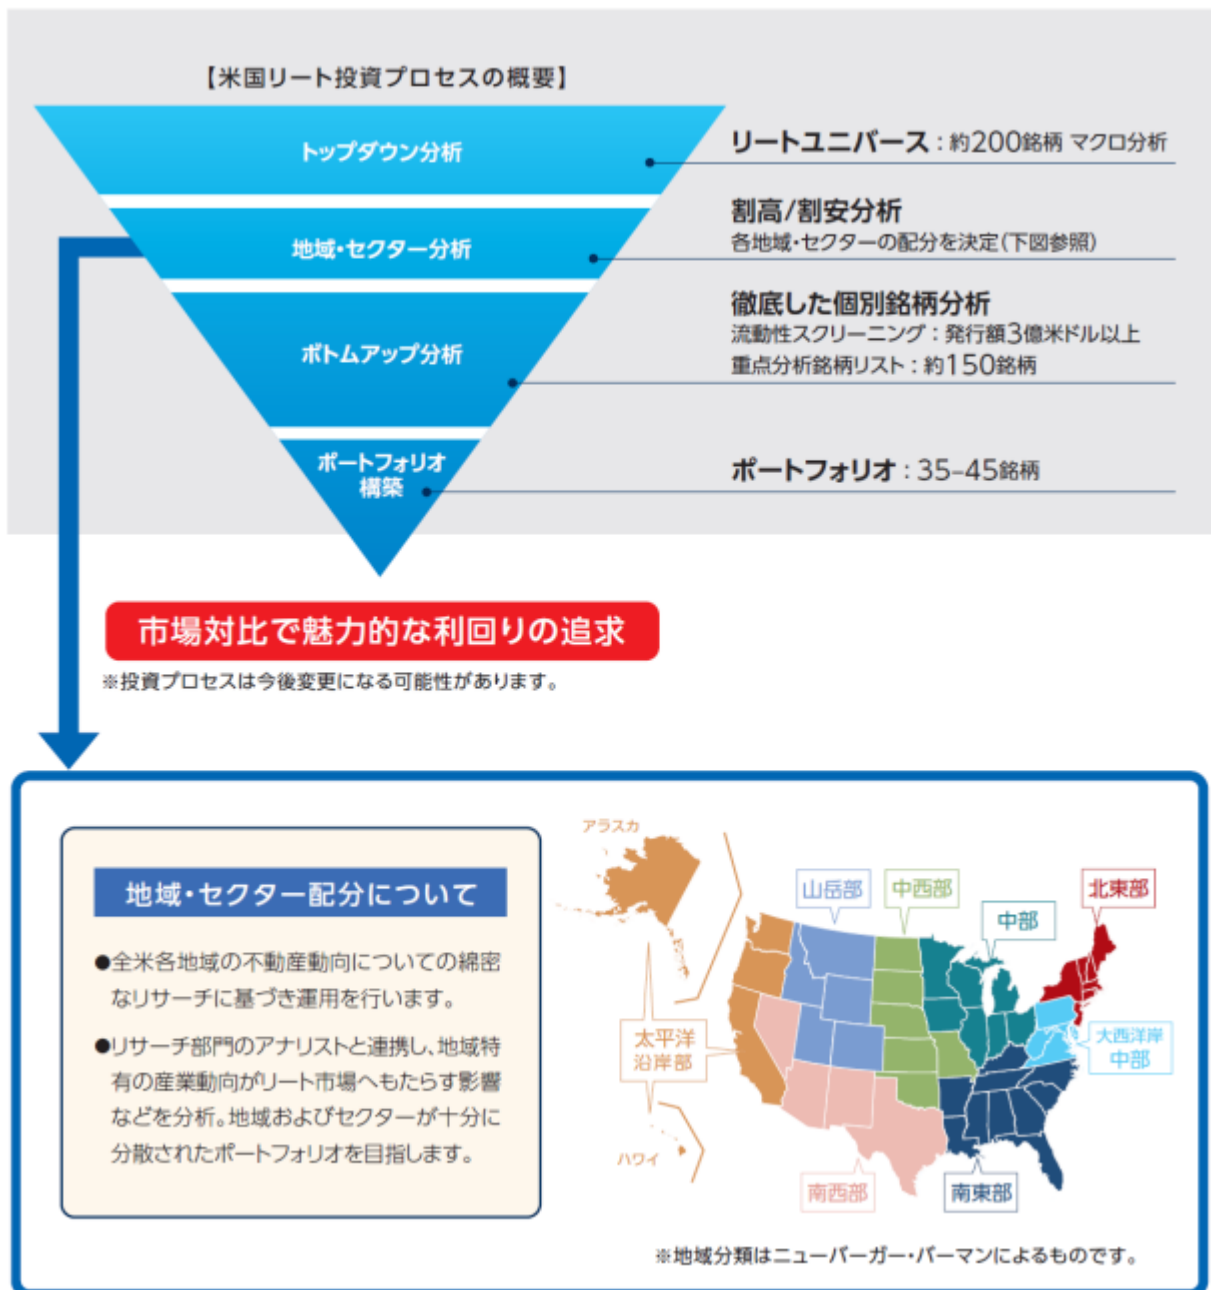 【米国リート投資プロセスの概要】
トップダウン分析
リートユニバース：約200銘柄 マクロ分析
地域・セクター分析
割高/割安分析
各地域・セクターの配分を決定(下図参照)
ボトムアップ分析
徹底した個別銘柄分析
流動性スクリーニング：発行額3億米ドル以上
重点分析銘柄リスト：約150銘柄
ポートフォリオ
構築
ポートフォリオ：35–45銘柄
市場対比で魅力的な利回りの追求
※投資プロセスは今後変更になる可能性があります。
地域・セクター配分について
●全米各地域の不動産動向についての綿密
なリサーチに基づき運用を行います。
●リサーチ部門のアナリストと連携し、地域特
有の産業動向がリート市場へもたらす影響
などを分析。地域およびセクターが十分に
分散されたポートフォリオを目指します。
アラスカ
山岳部
中西部
中部
北東部
太平洋
沿岸部
大西洋岸
中部
ハワイ
南西部
南東部
※地域分類はニューバーガー・バーマンによるものです。